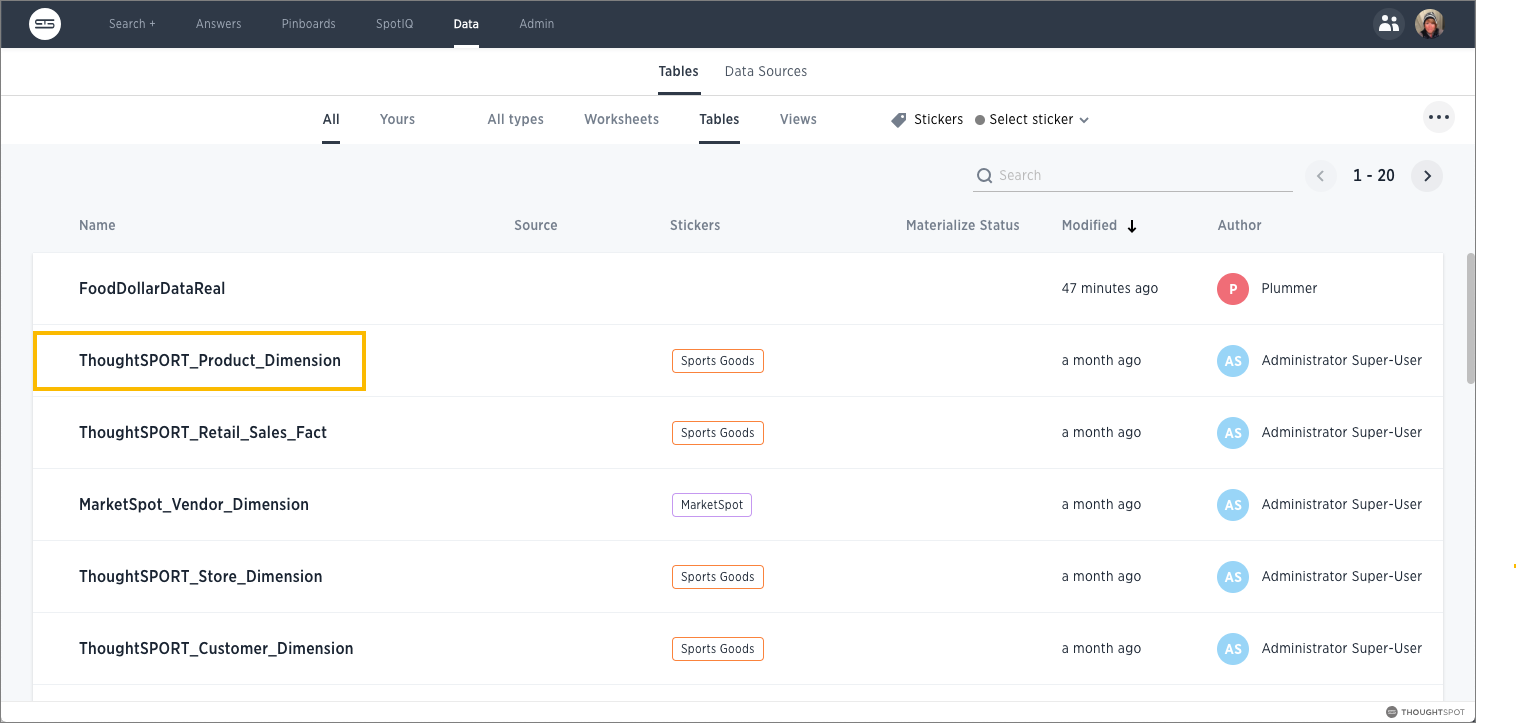 Search + Answers Pinboards SpotIQ Data Admin
Tables Data Sources
All Yours All types Worksheets Tables Views Stickers Select sticker
Search 1 - 20
Name Source Stickers Materialize Status Modified Author
FoodDollarDataReal 47 minutes ago P Plummer
ThoughtSPORT_Product_Dimension Sports Goods a month ago AS Administrator Super-User
ThoughtSPORT_Retail_Sales_Fact Sports Goods a month ago AS Administrator Super-User
MarketSpot_Vendor_Dimension MarketSpot a month ago AS Administrator Super-User
ThoughtSPORT_Store_Dimension Sports Goods a month ago AS Administrator Super-User
ThoughtSPORT_Customer_Dimension Sports Goods a month ago AS Administrator Super-User
THOUGHTSPOT